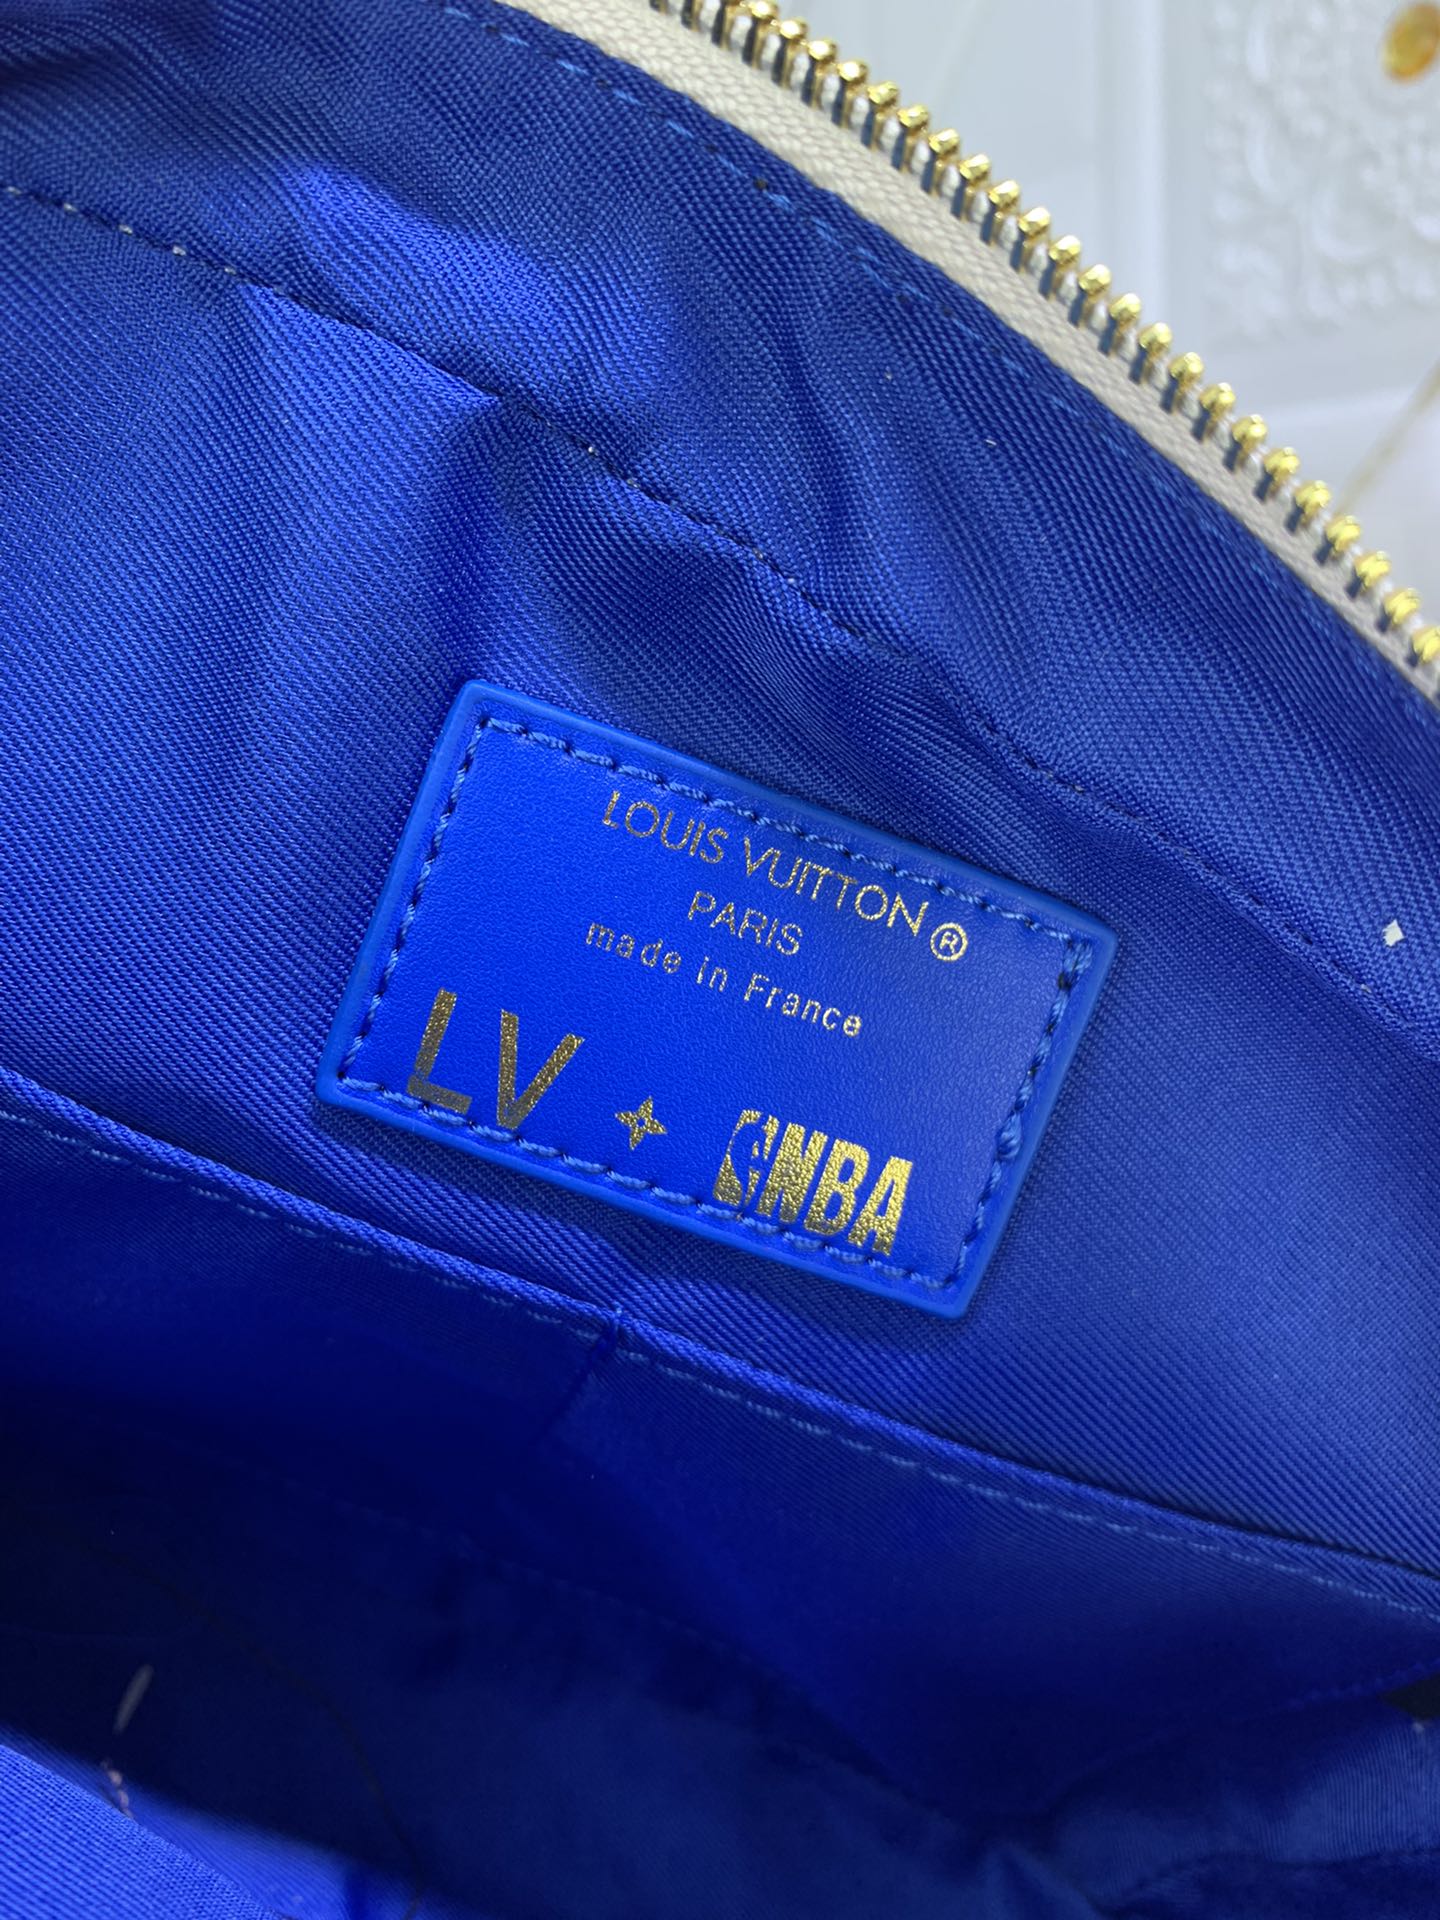 LOUIS VUITTON®
PARIS
made in France
LV NBA